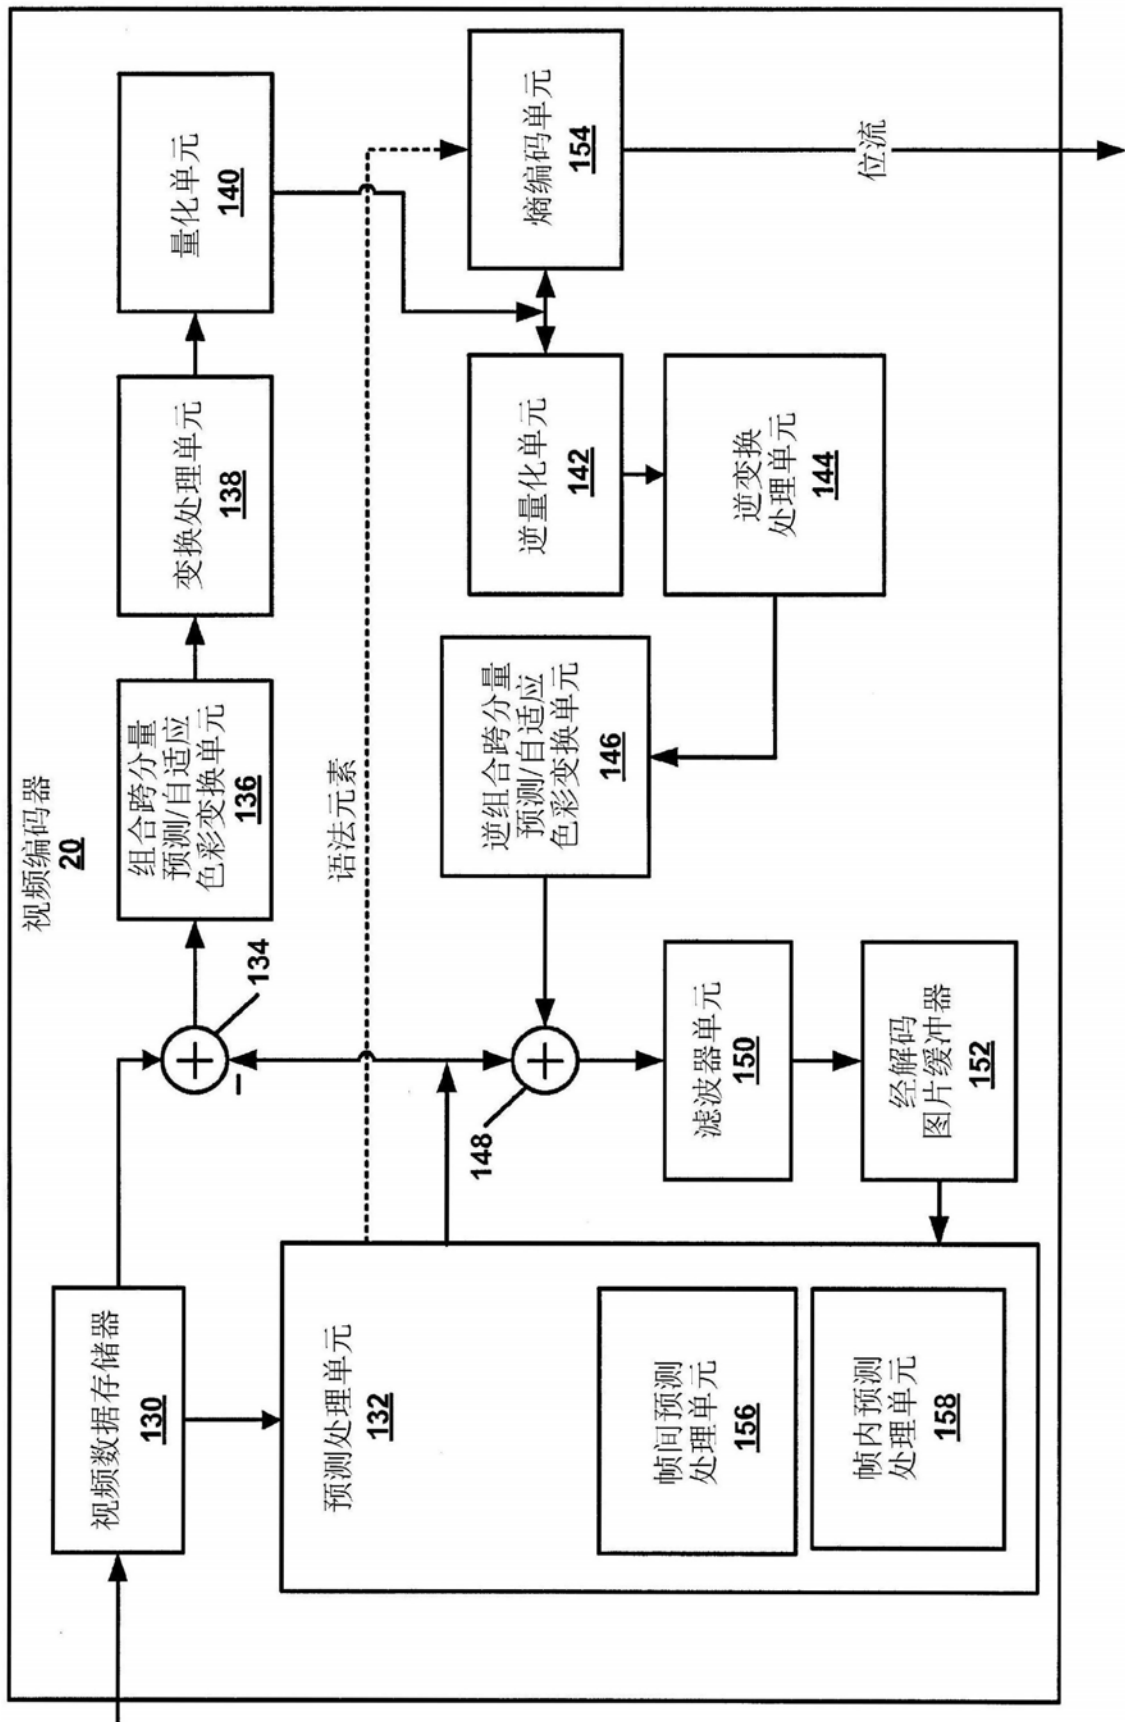 视频编码器
20
视频数据存储器
130
134
–
组合跨分量
预测/自适应
色彩变换单元
136
变换处理单元
138
量化单元
140
语法元素
预测处理单元
132
帧间预测
处理单元
156
帧内预测
处理单元
158
148
逆组合跨分量
预测/自适应
色彩变换单元
146
逆量化单元
142
熵编码单元
154
逆变换
处理单元
144
滤波器单元
150
经解码
图片缓冲器
152
位流